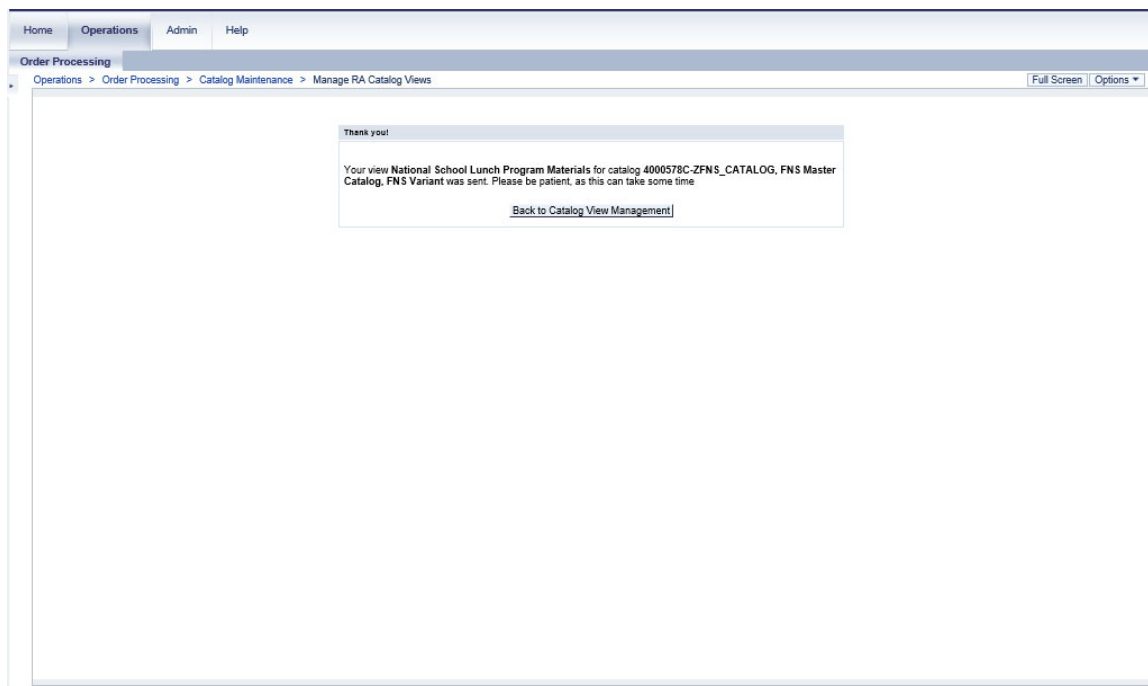 Home Operations Admin Help
Order Processing
Operations > Order Processing > Catalog Maintenance > Manage RA Catalog Views Full Screen Options
Thank you!
Your view National School Lunch Program Materials for catalog 4000578C-ZFNS_CATALOG, FNS Master
Catalog, FNS Variant was sent. Please be patient, as this can take some time
Back to Catalog View Management